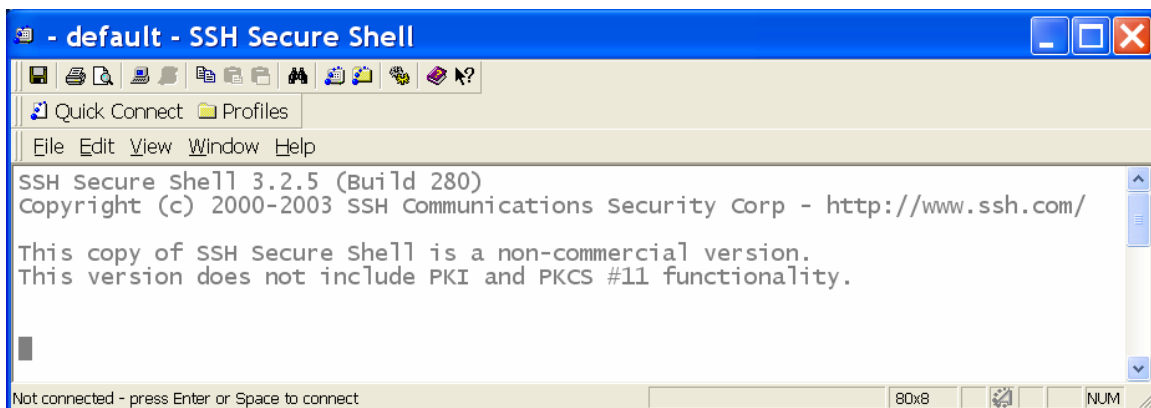 - default - SSH Secure Shell
Quick Connect Profiles
File Edit View Window Help
SSH Secure Shell 3.2.5 (Build 280)
Copyright (c) 2000-2003 SSH Communications Security Corp - http://www.ssh.com/
This copy of SSH Secure Shell is a non-commercial version.
This version does not include PKI and PKCS #11 functionality.
Not connected - press Enter or Space to connect 80x8 NUM